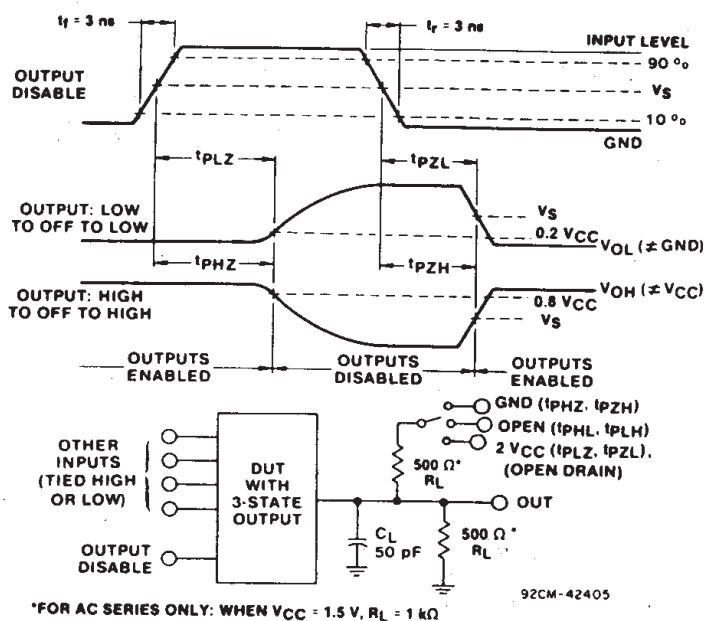 tf = 3 ns
tr = 3 ns
INPUT LEVEL
90 %
OUTPUT
DISABLE
VS
10 %
GND
tPLZ
tPZL
OUTPUT: LOW
TO OFF TO LOW
VS
0.2 VCC
VOL (≠ GND)
tPHZ
tPZH
OUTPUT: HIGH
TO OFF TO HIGH
VOH (≠ VCC)
0.8 VCC
VS
OUTPUTS
ENABLED
OUTPUTS
DISABLED
OUTPUTS
ENABLED
GND (tPHZ, tPZH)
OPEN (tPHL, tPLH)
2 VCC (tPLZ, tPZL),
(OPEN DRAIN)
OTHER
INPUTS
(TIED HIGH
OR LOW)
DUT
WITH
3-STATE
OUTPUT
500 Ω*
RL
OUT
OUTPUT
DISABLE
CL
50 pF
500 Ω*
RL
92CM-42405
*FOR AC SERIES ONLY: WHEN VCC = 1.5 V, RL = 1 kΩ